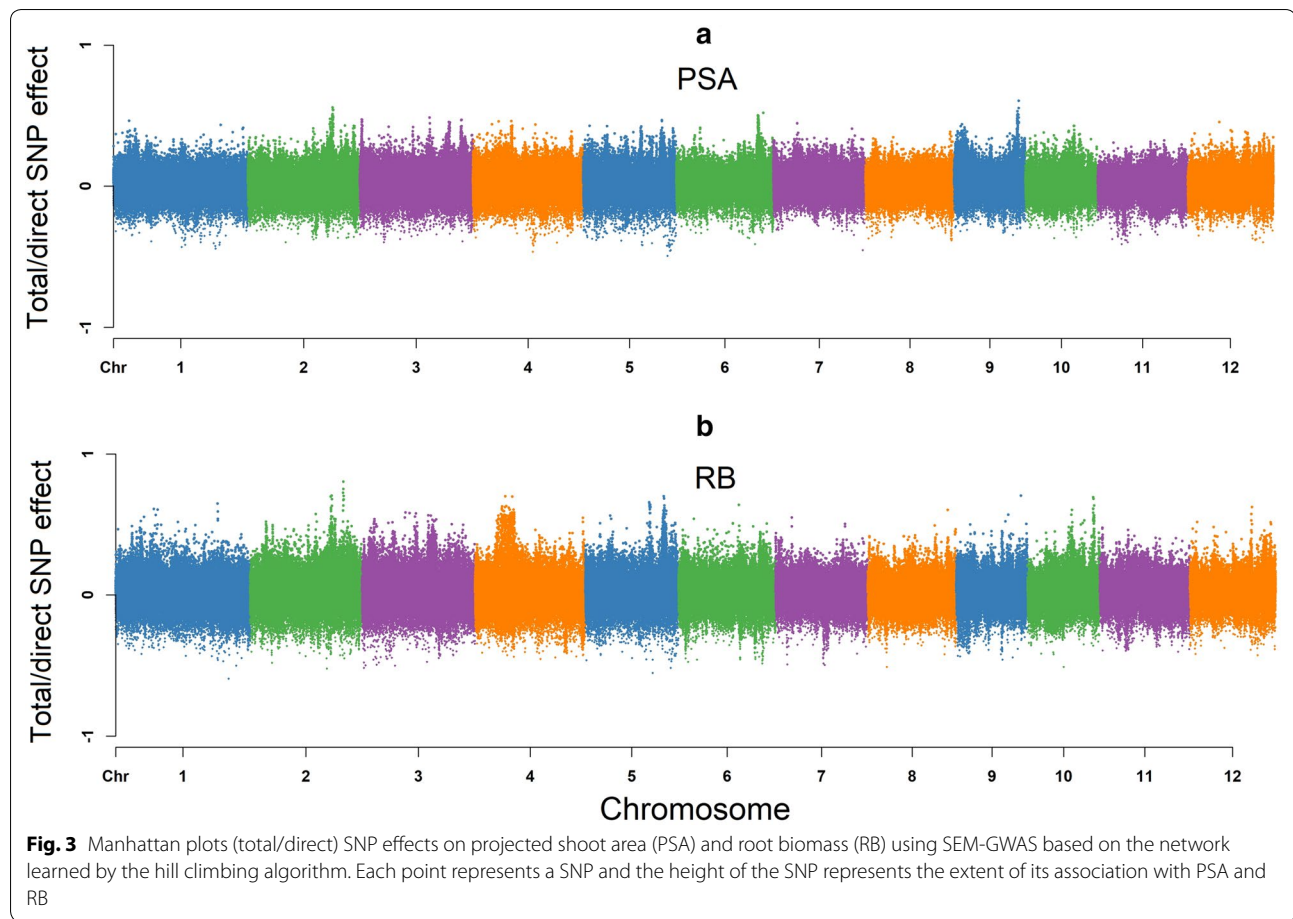 a
PSA
Total/direct SNP effect
1
0
-1
Chr 1 2 3 4 5 6 7 8 9 10 11 12
b
RB
Total/direct SNP effect
1
0
-1
Chr 1 2 3 4 5 6 7 8 9 10 11 12
Chromosome
Fig. 3 Manhattan plots (total/direct) SNP effects on projected shoot area (PSA) and root biomass (RB) using SEM-GWAS based on the network
learned by the hill climbing algorithm. Each point represents a SNP and the height of the SNP represents the extent of its association with PSA and
RB